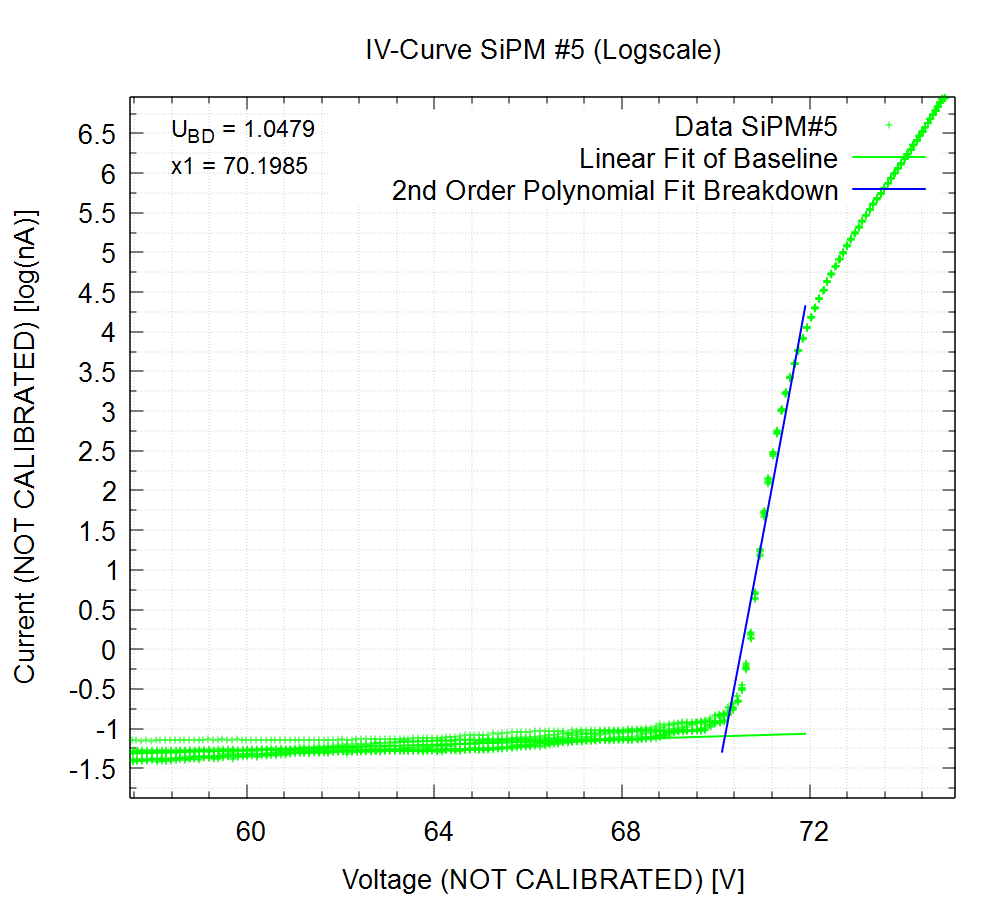 IV-Curve SiPM #5 (Logscale)
U_BD = 1.0479
x1 = 70.1985
Data SiPM#5
Linear Fit of Baseline
2nd Order Polynomial Fit Breakdown
Current (NOT CALIBRATED) [log(nA)]
6.5
6
5.5
5
4.5
4
3.5
3
2.5
2
1.5
1
0.5
0
-0.5
-1
-1.5
60 64 68 72
Voltage (NOT CALIBRATED) [V]